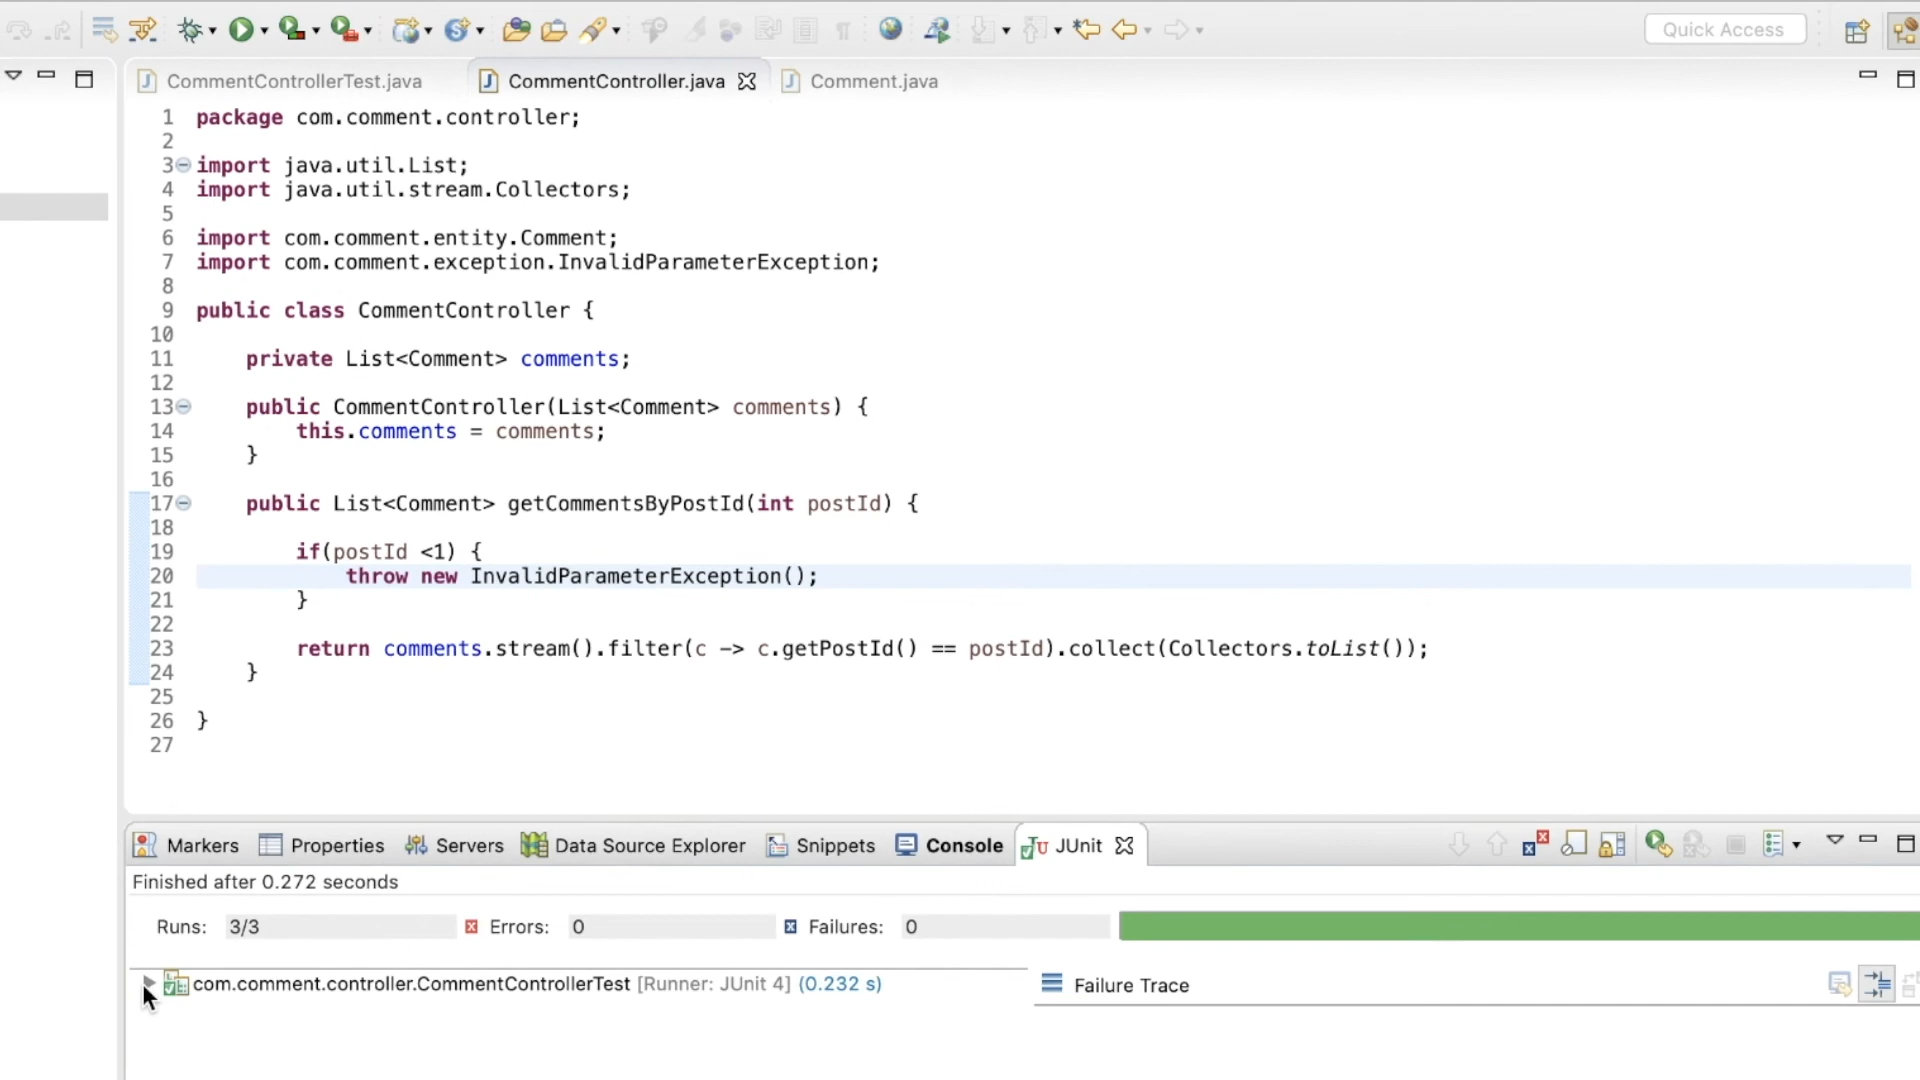 Quick Access
CommentControllerTest.java CommentController.java Comment.java
1 package com.comment.controller;
2
3 import java.util.List;
4 import java.util.stream.Collectors;
5
6 import com.comment.entity.Comment;
7 import com.comment.exception.InvalidParameterException;
8
9 public class CommentController {
10
11 private List<Comment> comments;
12
13 public CommentController(List<Comment> comments) {
14 this.comments = comments;
15 }
16
17 public List<Comment> getCommentsByPostId(int postId) {
18
19 if(postId <1) {
20 throw new InvalidParameterException();
21 }
22
23 return comments.stream().filter(c -> c.getPostId() == postId).collect(Collectors.toList());
24 }
25
26 }
27
Markers Properties Servers Data Source Explorer Snippets Console JUnit
Finished after 0.272 seconds
Runs: 3/3 Errors: 0 Failures: 0
com.comment.controller.CommentControllerTest [Runner: JUnit 4] (0.232 s) Failure Trace